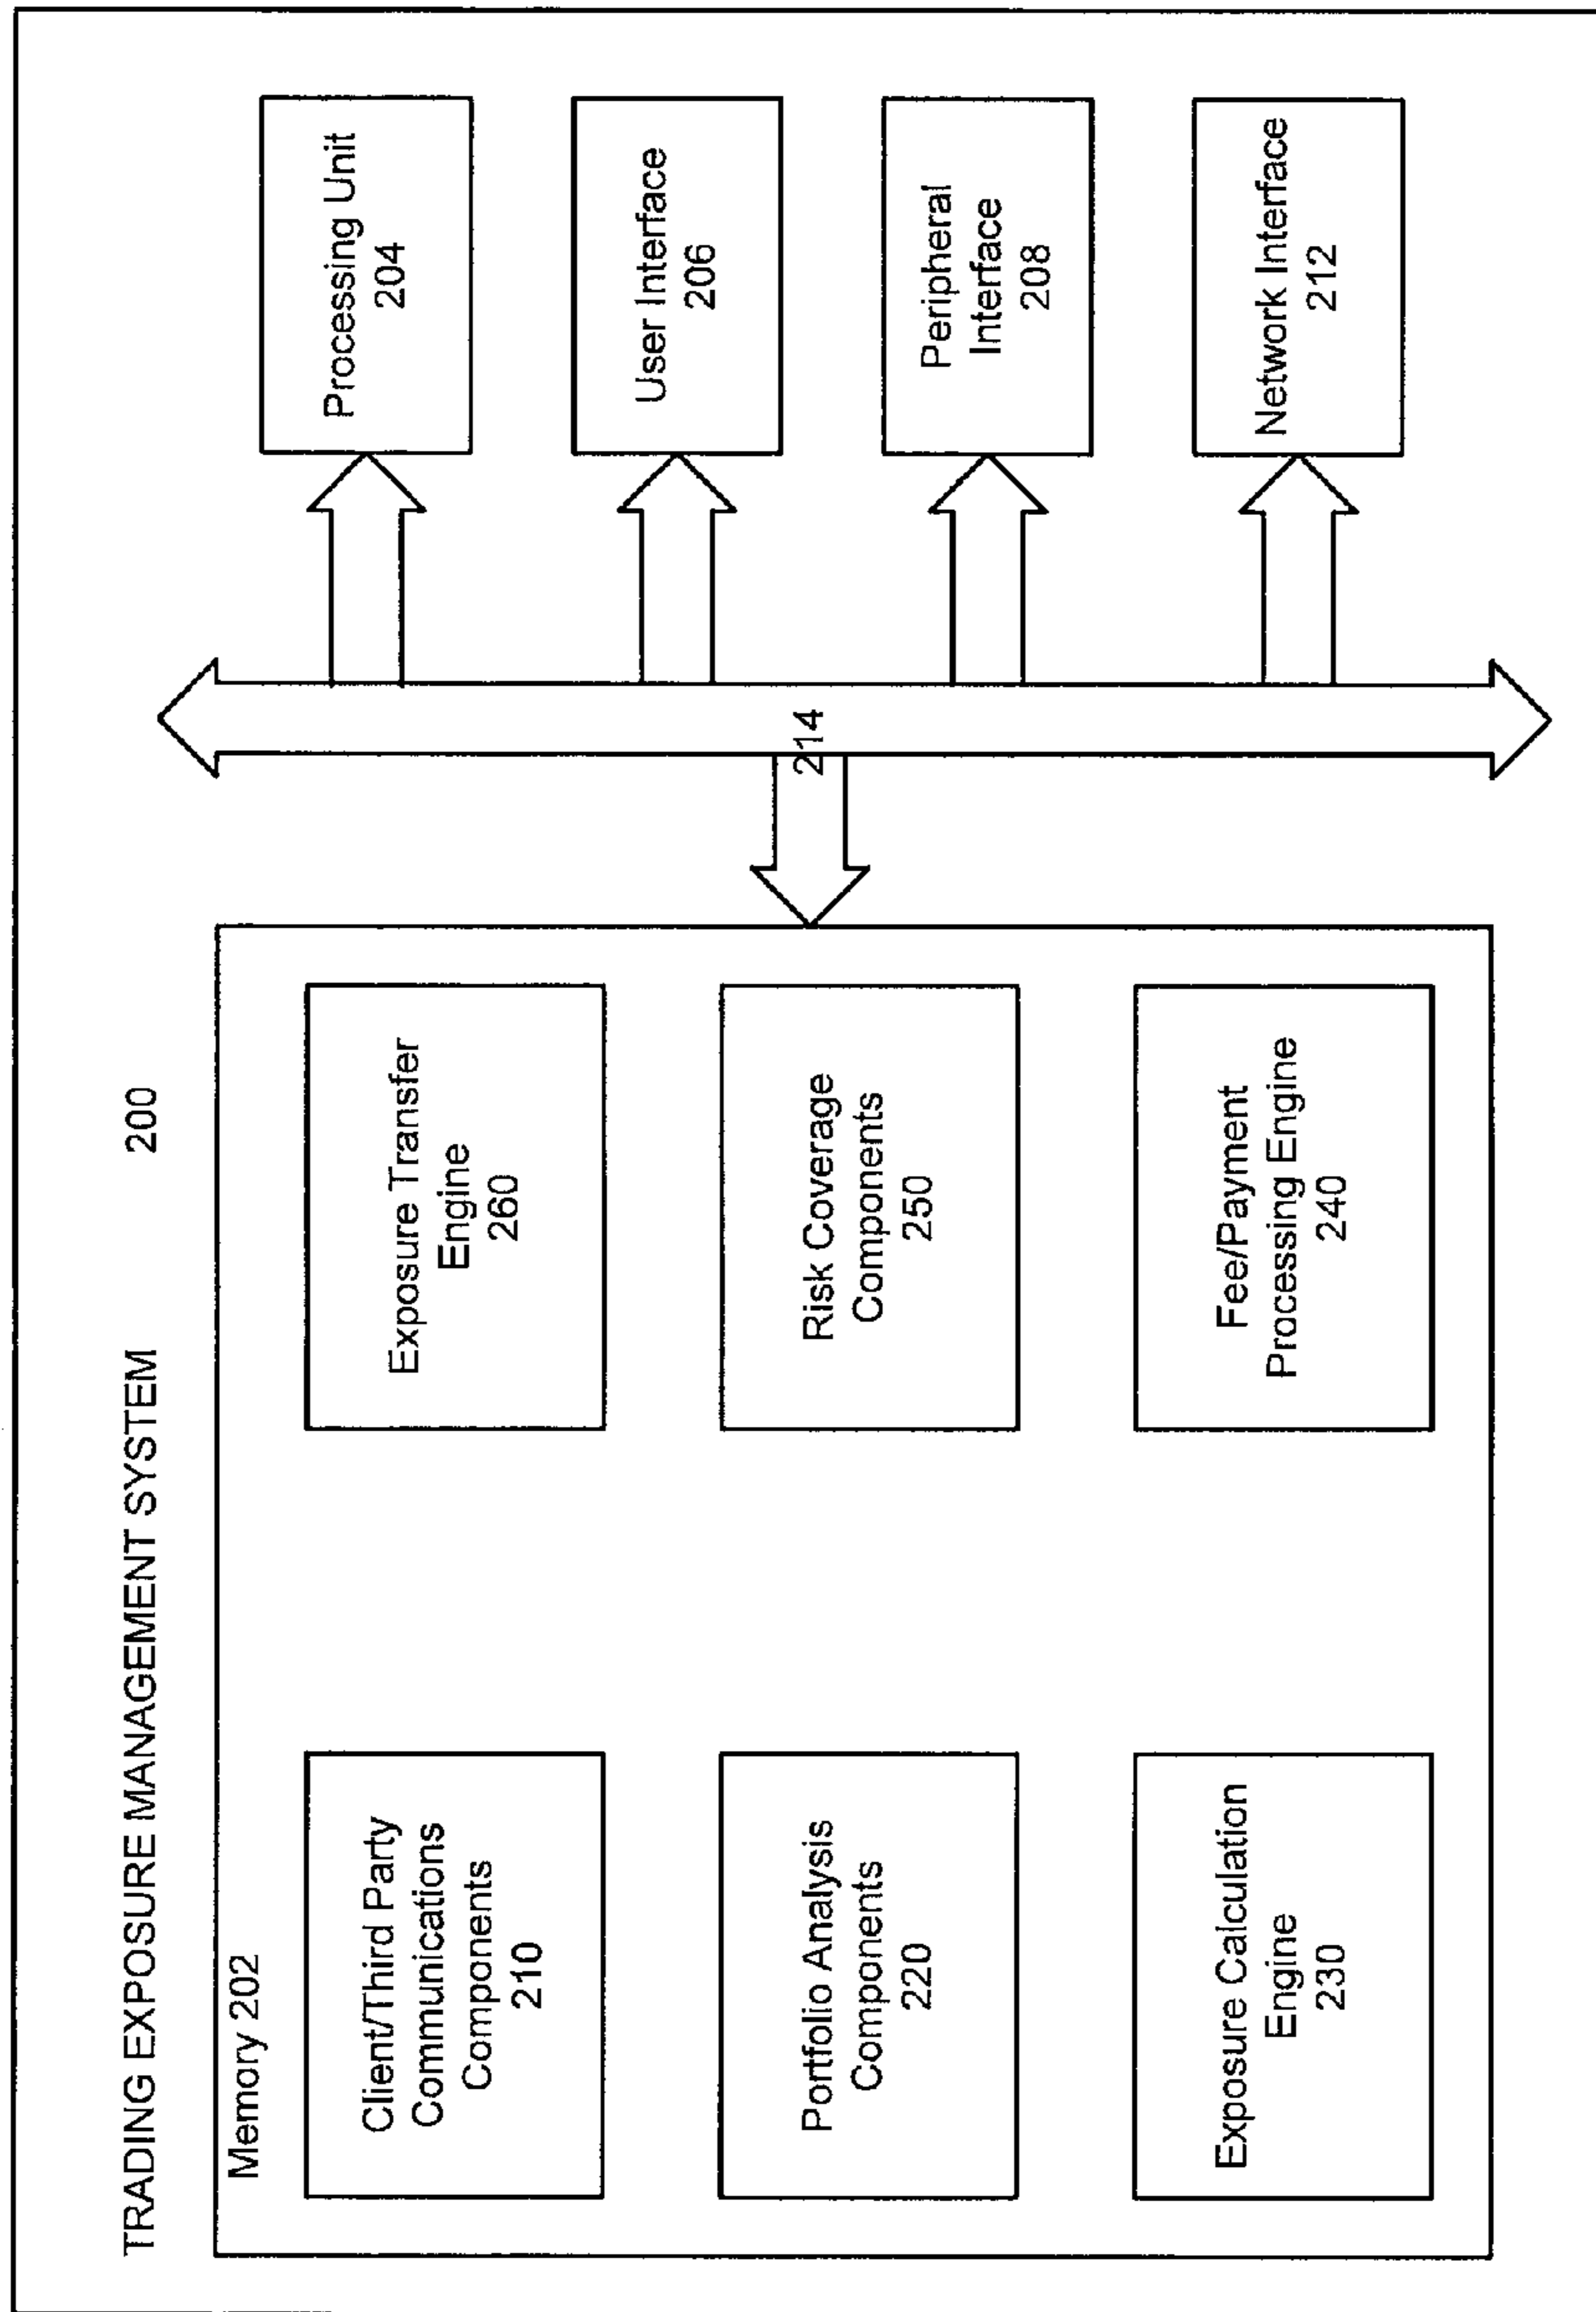 TRADING EXPOSURE MANAGEMENT SYSTEM 200
Memory 202
Client/Third Party
Communications
Components
210
Exposure Transfer
Engine
260
Portfolio Analysis
Components
220
Risk Coverage
Components
250
Exposure Calculation
Engine
230
Fee/Payment
Processing Engine
240
214
Processing Unit
204
User Interface
206
Peripheral
Interface
208
Network Interface
212